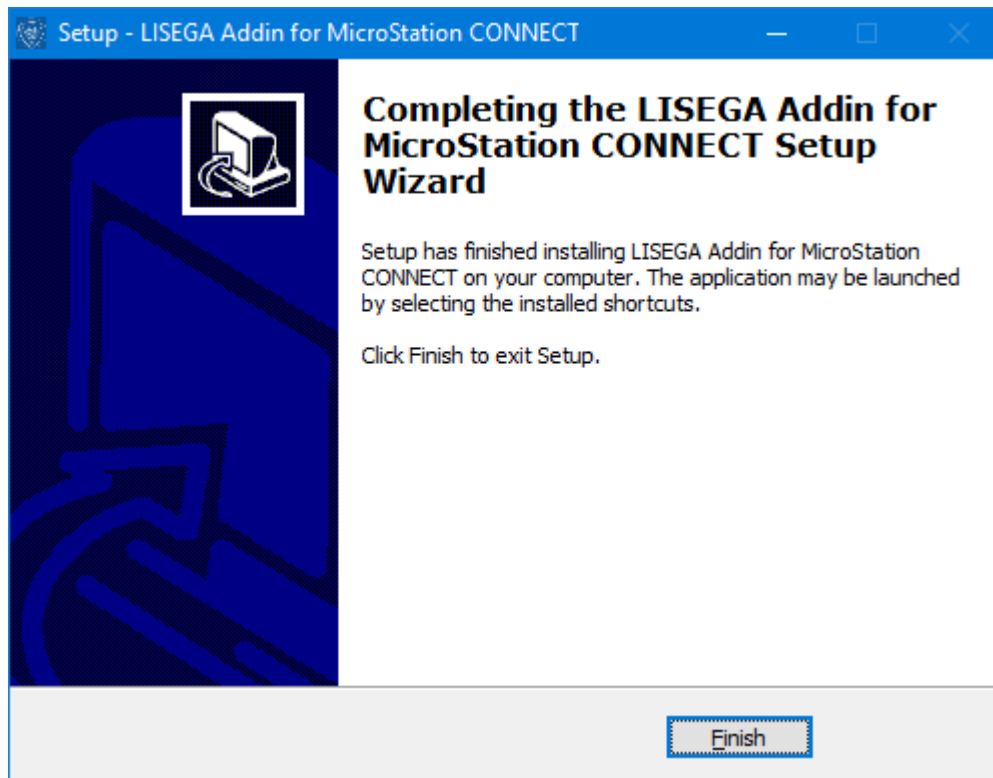 Setup - LISEGA Addin for MicroStation CONNECT
Completing the LISEGA Addin for
MicroStation CONNECT Setup
Wizard
Setup has finished installing LISEGA Addin for MicroStation
CONNECT on your computer. The application may be launched
by selecting the installed shortcuts.
Click Finish to exit Setup.
Finish